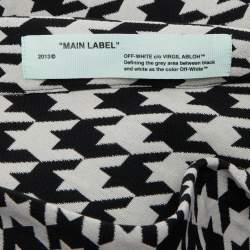 "MAIN LABEL"
2013© OFF-WHITE c/o VIRGIL ABLOH™
Defining the grey area between black
and white as the color Off-White™